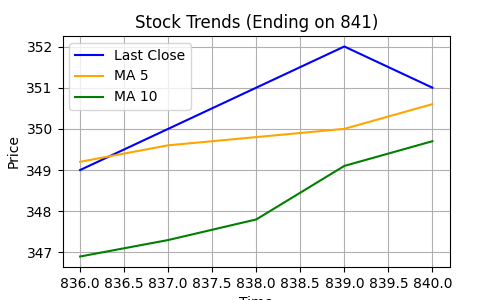 Stock Trends (Ending on 841)
Last Close
MA 5
MA 10
Price
352
351
350
349
348
347
836.0 836.5 837.0 837.5 838.0 838.5 839.0 839.5 840.0
Time